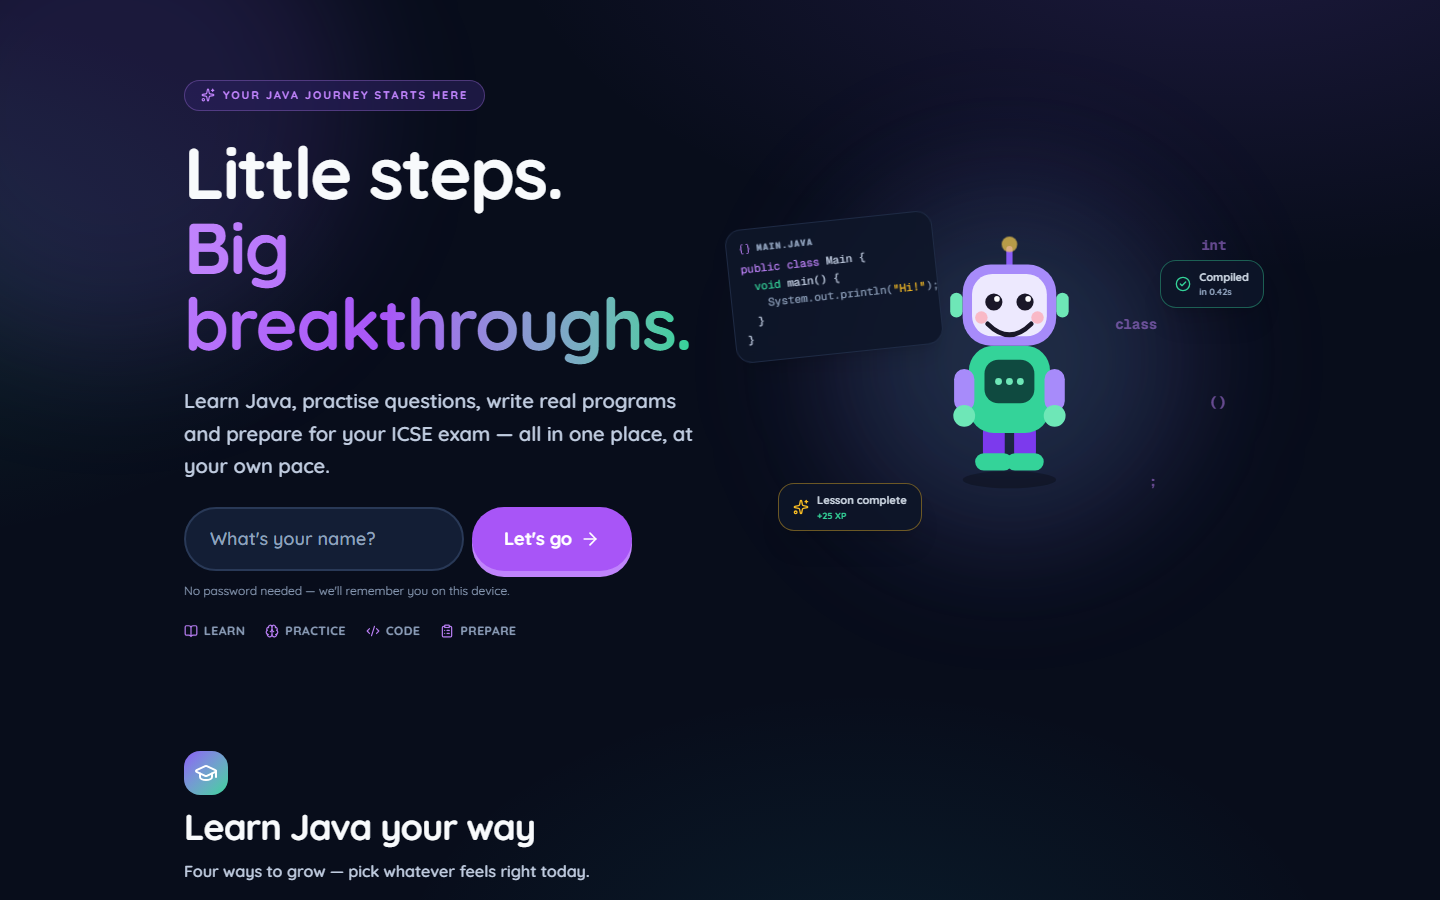 YOUR JAVA JOURNEY STARTS HERE
Little steps.
Big
breakthroughs.
Learn Java, practise questions, write real programs
and prepare for your ICSE exam — all in one place, at
your own pace.
What's your name?
Let's go
No password needed — we'll remember you on this device.
LEARN
PRACTICE
CODE
PREPARE
{} MAIN.JAVA
public class Main {
void main() {
System.out.println("Hi!");
}
}
int
Compiled
in 0.42s
class
()
;
Lesson complete
+25 XP
Learn Java your way
Four ways to grow — pick whatever feels right today.